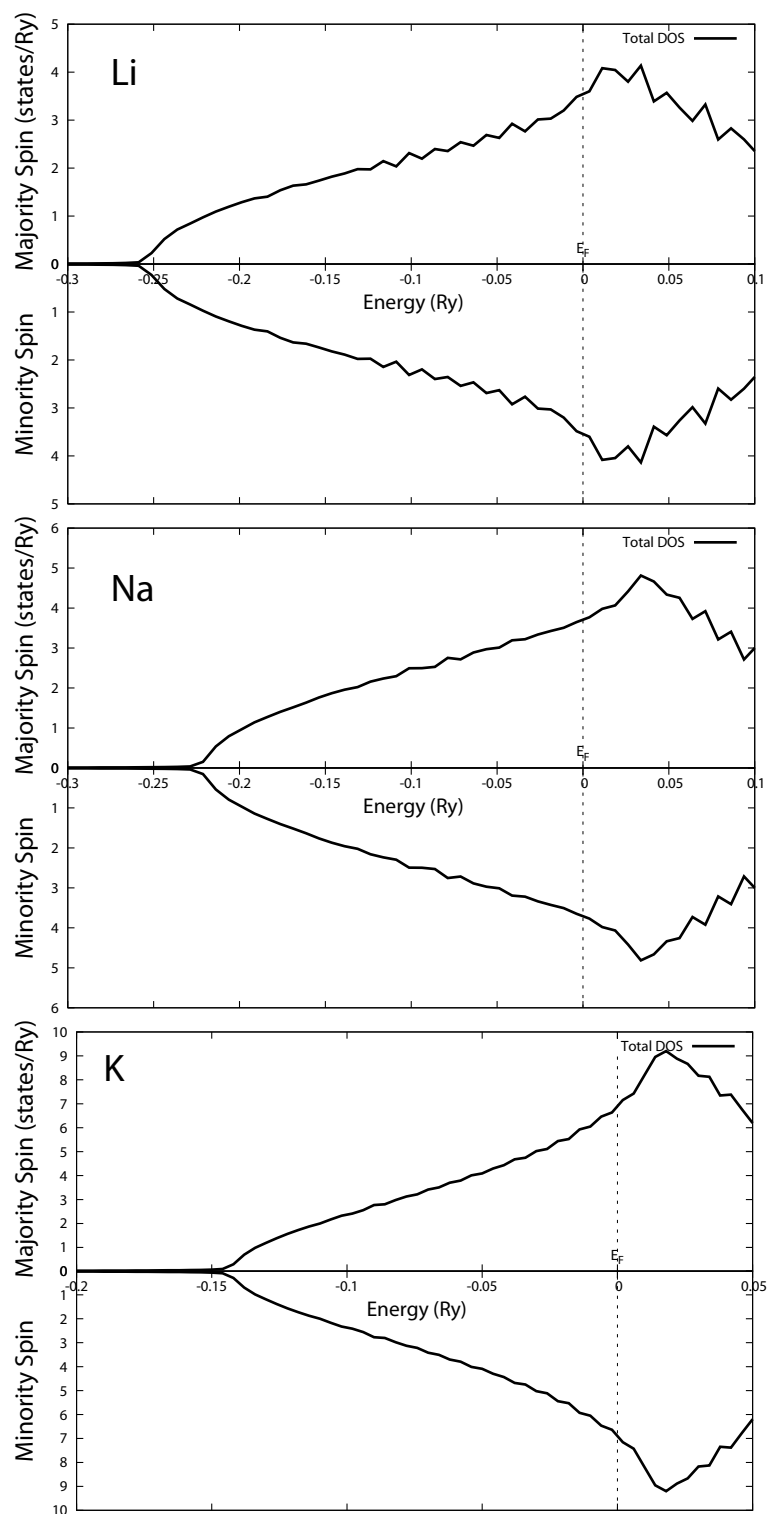 5
Total DOS
Li
4
3
2
1
E_F
0
Majority Spin (states/Ry)
-0.3 -0.25 -0.2 -0.15 -0.1 -0.05 0 0.05 0.1
Energy (Ry)
1
2
3
4
5
Minority Spin
6
Total DOS
5
Na
4
3
2
1
E_F
0
Majority Spin (states/Ry)
-0.3 -0.25 -0.2 -0.15 -0.1 -0.05 0 0.05 0.1
Energy (Ry)
1
2
3
4
5
6
Minority Spin
10
Total DOS
9
K
8
7
6
5
4
3
2
1
E_F
0
Majority Spin (states/Ry)
-0.2 -0.15 -0.1 -0.05 0 0.05
Energy (Ry)
1
2
3
4
5
6
7
8
9
10
Minority Spin